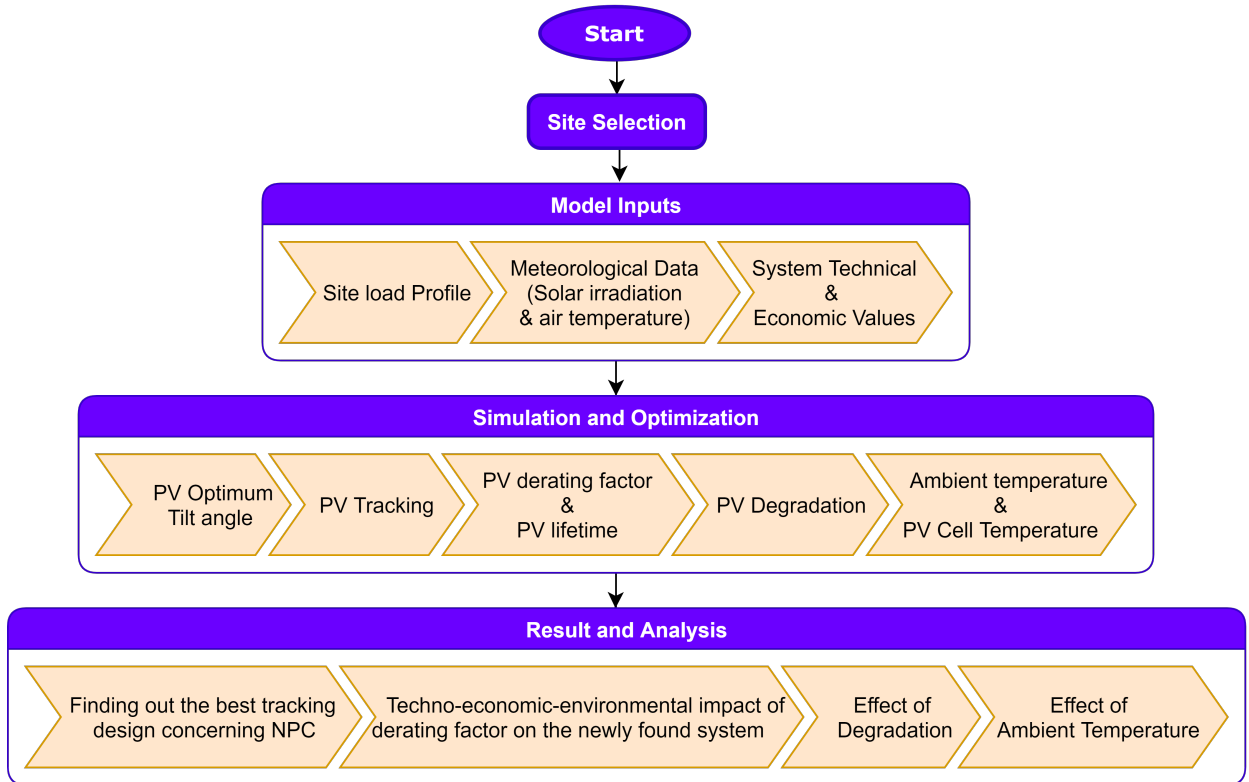 Start
Site Selection
Model Inputs
Site load Profile
Meteorological Data
(Solar irradiation
& air temperature)
System Technical
&
Economic Values
Simulation and Optimization
PV Optimum
Tilt angle
PV Tracking
PV derating factor
&
PV lifetime
PV Degradation
Ambient temperature
&
PV Cell Temperature
Result and Analysis
Finding out the best tracking
design concerning NPC
Techno-economic-environmental impact of
derating factor on the newly found system
Effect of
Degradation
Effect of
Ambient Temperature